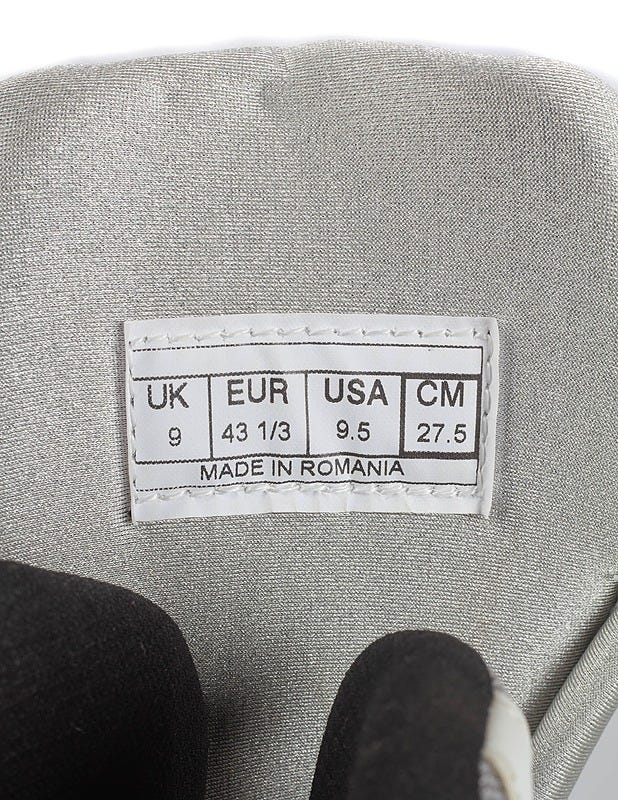 UK EUR USA CM
9 43 1/3 9.5 27.5
MADE IN ROMANIA